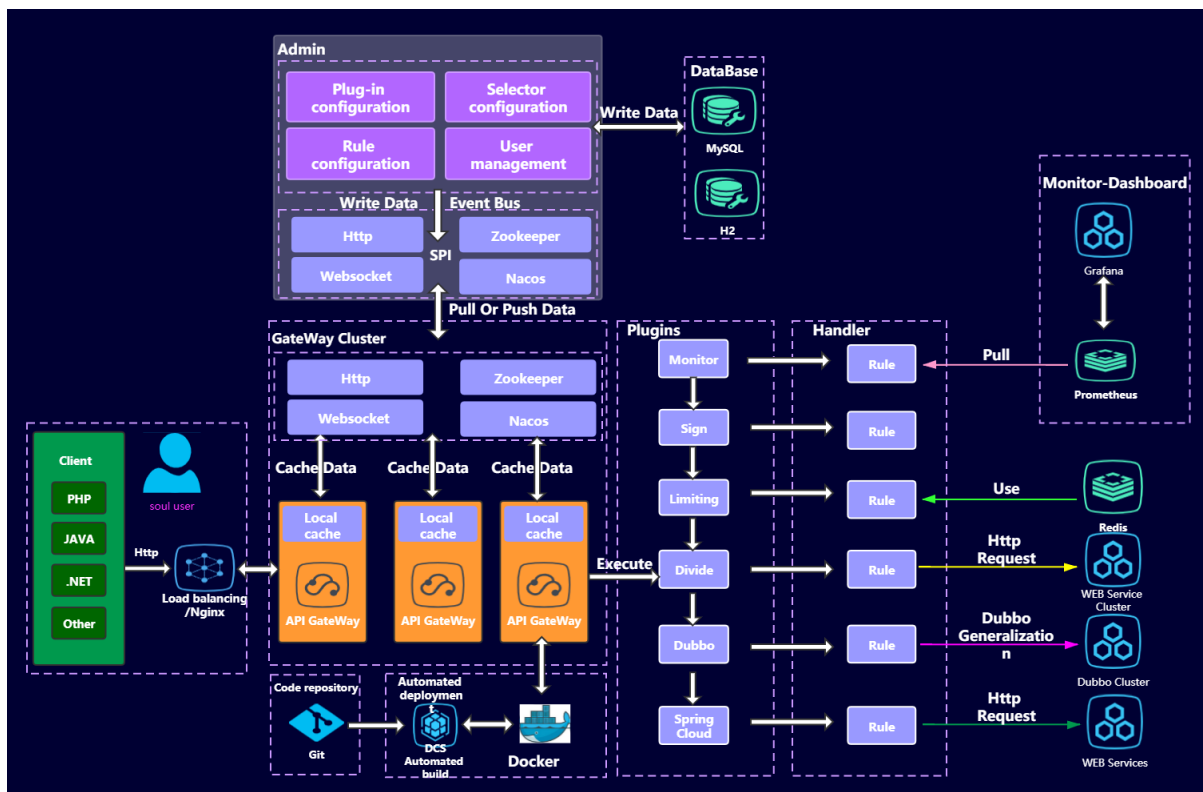 Admin
Plug-in
configuration
Selector
configuration
Rule
configuration
User
management
Write Data
Event Bus
Http
Zookeeper
SPI
Websocket
Nacos
Write Data
DataBase
MySQL
H2
Pull Or Push Data
GateWay Cluster
Http
Zookeeper
Websocket
Nacos
Cache Data
Cache Data
Cache Data
Local
cache
API GateWay
Local
cache
API GateWay
Local
cache
API GateWay
Client
PHP
JAVA
.NET
Other
soul user
Http
Load balancing
/Nginx
Execute
Code repository
Git
Automated
deploymen
t
DCS
Automated
build
Docker
Plugins
Monitor
Sign
Limiting
Divide
Dubbo
Spring
Cloud
Handler
Rule
Rule
Rule
Rule
Rule
Rule
Monitor-Dashboard
Grafana
Prometheus
Pull
Use
Redis
Http
Request
WEB Service
Cluster
Dubbo
Generalizatio
n
Dubbo Cluster
Http
Request
WEB Services